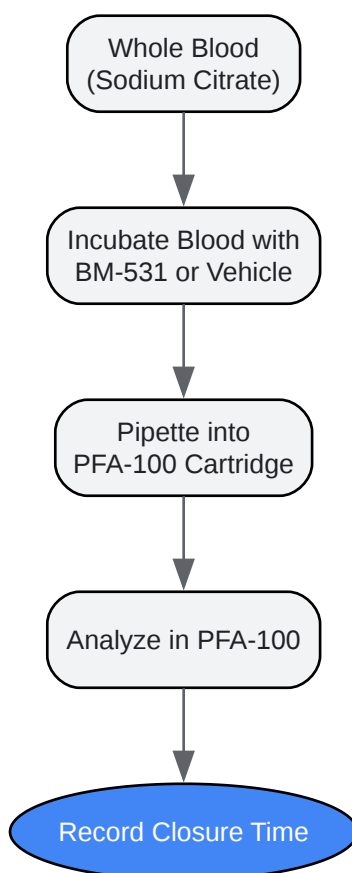 Whole Blood
(Sodium Citrate)
Incubate Blood with
BM-531 or Vehicle
Pipette into
PFA-100 Cartridge
Analyze in PFA-100
Record Closure Time